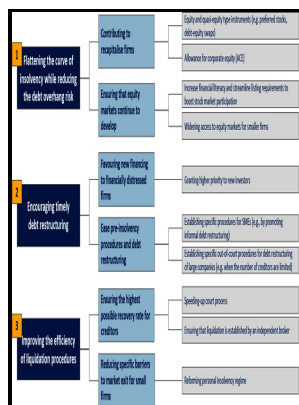 1
Flattening the curve of
insolvency while reducing
the debt overhang risk
Contributing to
recapitalise firms
Equity and quasi-equity type instruments (e.g. preferred stocks,
debt-equity swaps)
Allowance for corporate equity (ACE)
Ensuring that equity
markets continue to
develop
Increase financial literacy and streamline listing requirements to
boost stock market participation
Widening access to equity markets for smaller firms
2
Encouraging timely
debt restructuring
Favouring new financing
to financially distressed
firms
Granting higher priority to new investors
Ease pre-insolvency
procedures and debt
restructuring
Establishing specific procedures for SMEs (e.g., by promoting
informal debt restructuring)
Establishing specific out-of-court procedures for debt restructuring
of large companies (e.g. when the number of creditors are limited)
3
Improving the efficiency
of liquidation procedures
Ensuring the highest
possible recovery rate for
creditors
Speeding-up court process
Ensuring that liquidation is established by an independent broker
Reducing specific barriers
to market exit for small
firms
Reforming personal insolvency regime